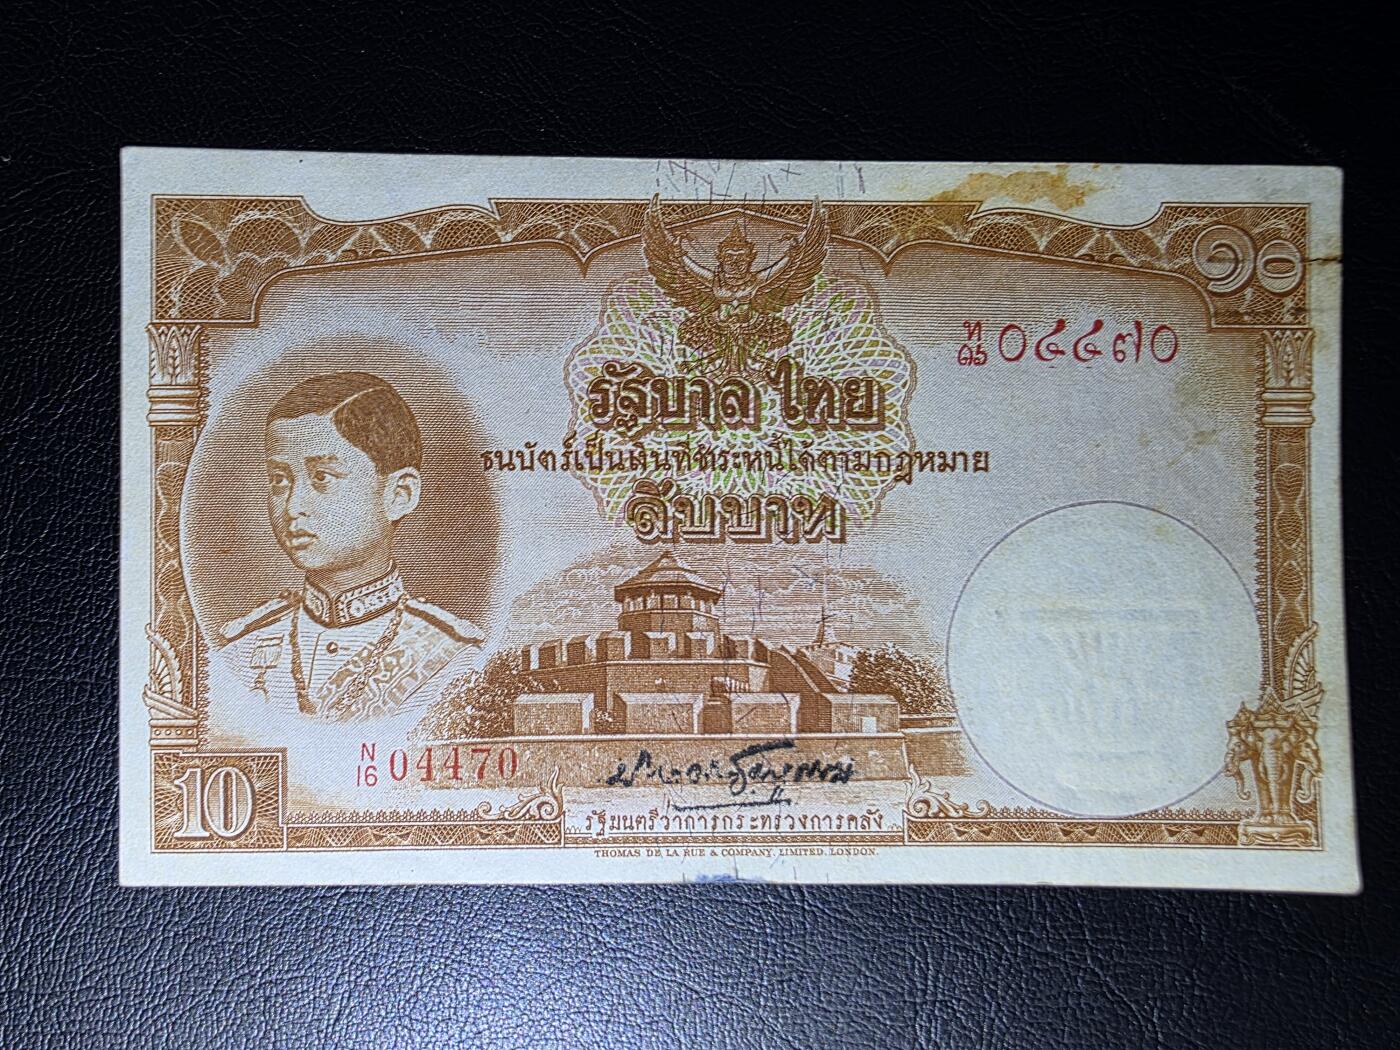 ๑๐
ท
๑๖ ๐๔๔๗๐
รัฐบาลไทย
ธนบัตร์เป็นเงินที่ชำระหนี้ได้ตามกฎหมาย
สิบบาท
N
16 04470
10
รัฐมนตรีว่าการกระทรวงการคลัง
THOMAS DE LA RUE & COMPANY, LIMITED, LONDON.